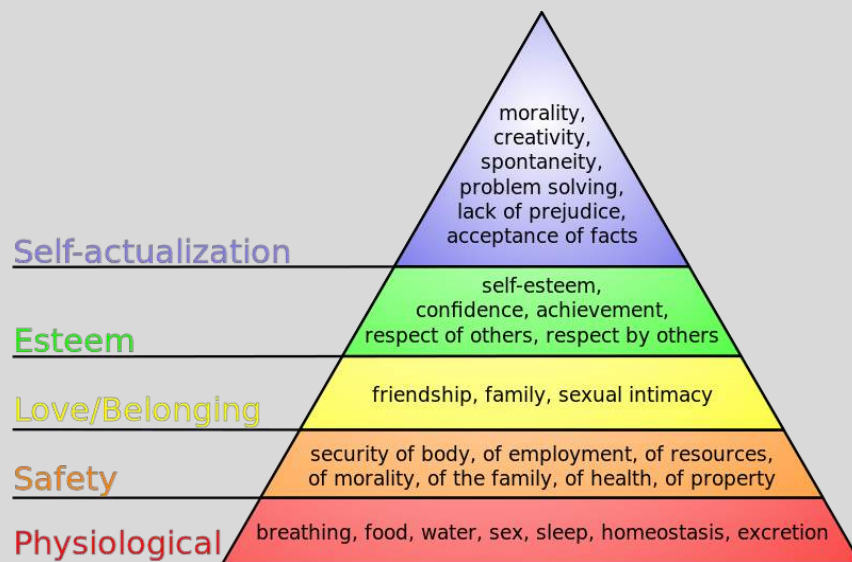 morality,
creativity,
spontaneity,
problem solving,
lack of prejudice,
acceptance of facts
Self-actualization
self-esteem,
confidence, achievement,
respect of others, respect by others
Esteem
friendship, family, sexual intimacy
Love/Belonging
security of body, of employment, of resources,
of morality, of the family, of health, of property
Safety
breathing, food, water, sex, sleep, homeostasis, excretion
Physiological